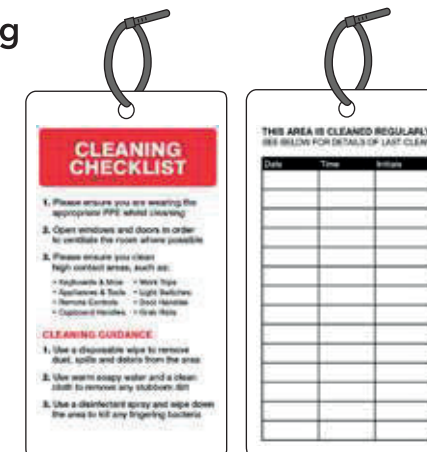 g
CLEANING
CHECKLIST
1. Please ensure you are wearing the
appropriate PPE whilst cleaning
2. Open windows and doors in order
to ventilate the room where possible
3. Please ensure you clean
high contact areas, such as:
• Keyboards & Mice • Work Tops
• Appliances & Tools • Light Switches
• Remote Controls • Door Handles
• Cupboard Handles • Grab Rails
CLEANING GUIDANCE
1. Use a disposable wipe to remove
dust, spills and debris from the area
2. Use warm soapy water and a clean
cloth to remove any stubborn dirt
3. Use a disinfectant spray and wipe down
the area to kill any lingering bacteria
THIS AREA IS CLEANED REGULARLY
SEE BELOW FOR DETAILS OF LAST CLEAN
Date Time Initials